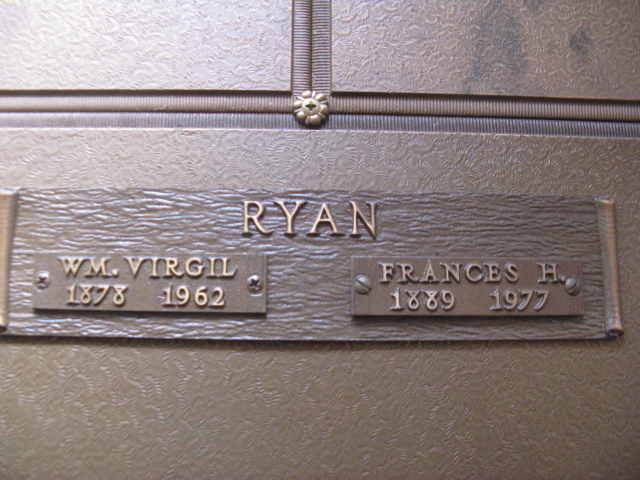 RYAN
WM. VIRGIL
1878 1962
FRANCES H.
1889 1977